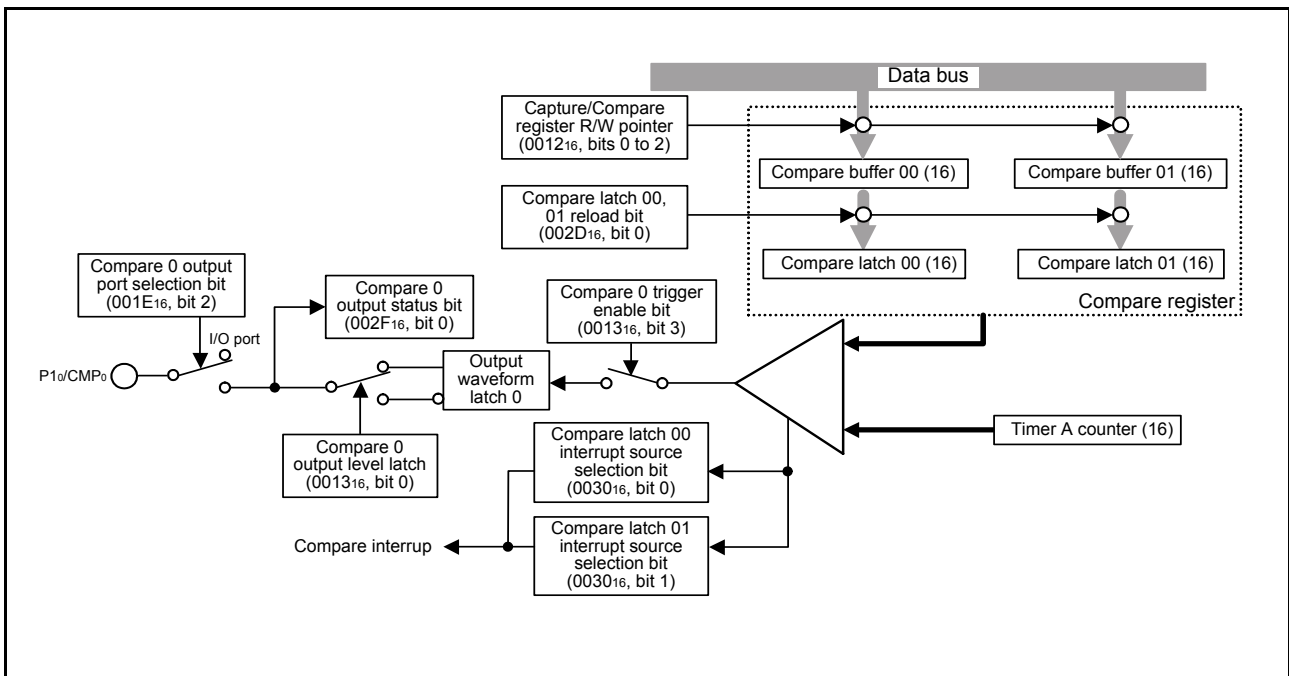 Data bus
Capture/Compare
register R/W pointer
(0012₁₆, bits 0 to 2)
Compare buffer 00 (16)
Compare buffer 01 (16)
Compare latch 00,
01 reload bit
(002D₁₆, bit 0)
Compare latch 00 (16)
Compare latch 01 (16)
Compare register
Compare 0 output
port selection bit
(001E₁₆, bit 2)
Compare 0
output status bit
(002F₁₆, bit 0)
Compare 0 trigger
enable bit
(0013₁₆, bit 3)
I/O port
P1₀/CMP₀
Output
waveform
latch 0
Compare 0
output level latch
(0013₁₆, bit 0)
Compare latch 00
interrupt source
selection bit
(0030₁₆, bit 0)
Timer A counter (16)
Compare interrup
Compare latch 01
interrupt source
selection bit
(0030₁₆, bit 1)